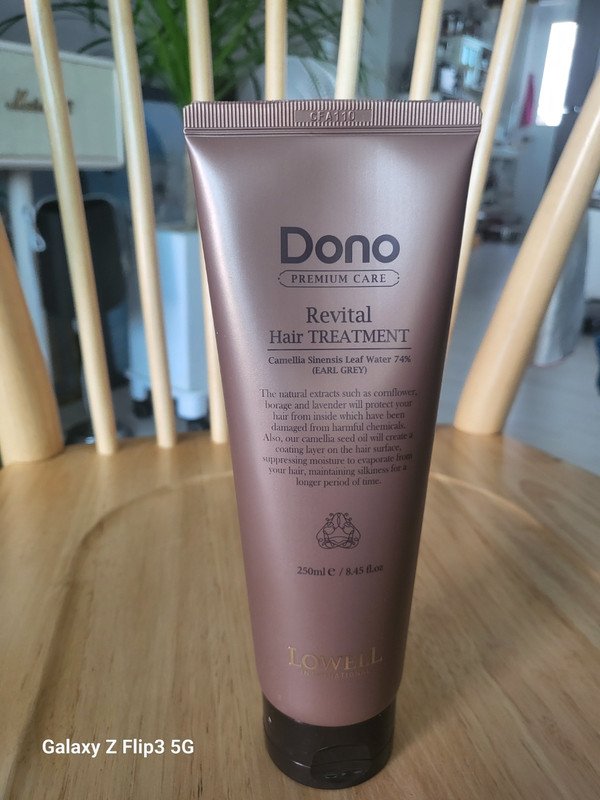 CFA110
Dono
PREMIUM CARE
Revital
Hair TREATMENT
Camellia Sinensis Leaf Water 74%
(EARL GREY)
The natural extracts such as cornflower,
borage and lavender will protect your
hair from inside which have been
damaged from harmful chemicals.
Also, our camellia seed oil will create a
coating layer on the hair surface,
suppressing moisture to evaporate from
your hair, maintaining silkiness for a
longer period of time.
250ml ℮ / 8.45 fl.oz
LOWELL
INTERNATIONAL
Galaxy Z Flip3 5G